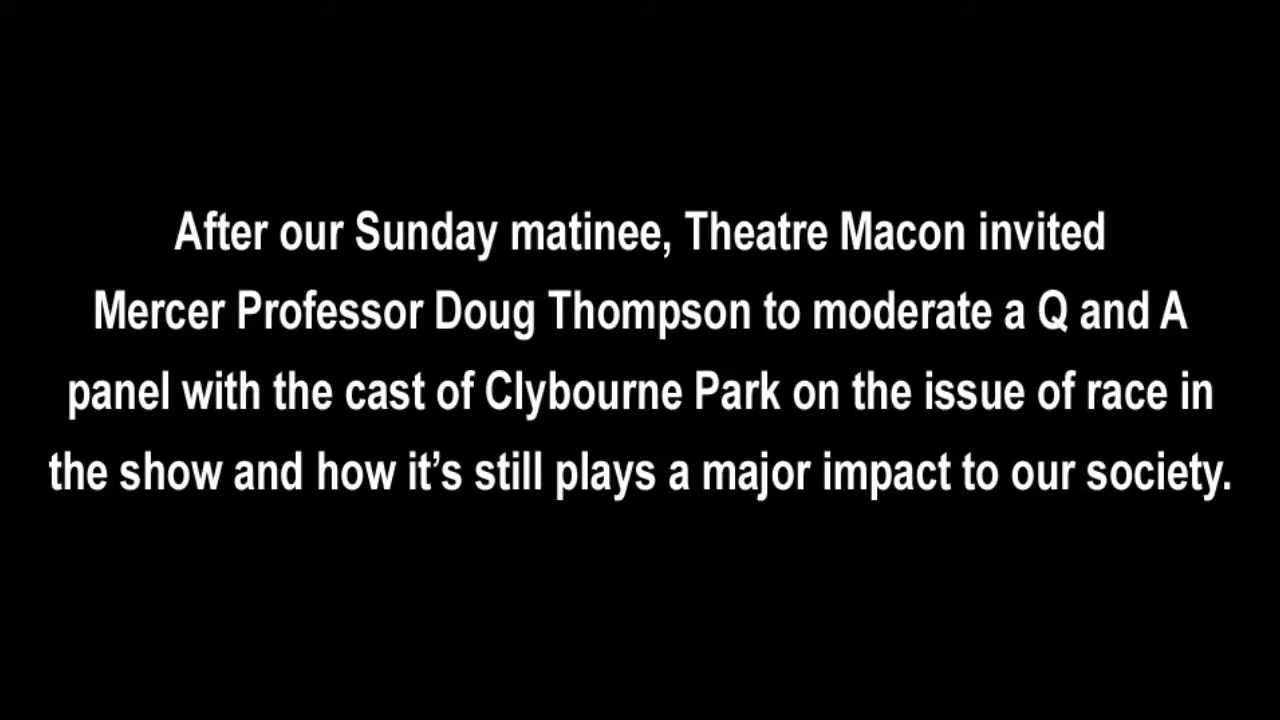 After our Sunday matinee, Theatre Macon invited
Mercer Professor Doug Thompson to moderate a Q and A
panel with the cast of Clybourne Park on the issue of race in
the show and how it’s still plays a major impact to our society.